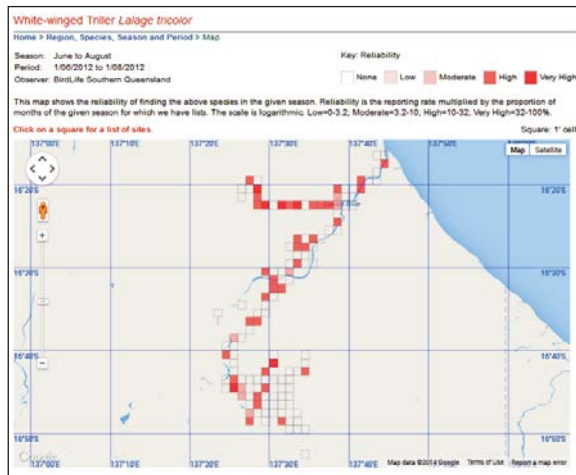 White-winged Triller Lalage tricolor
Home > Region, Species, Season and Period > Map
Season: June to August
Period: 1/06/2012 to 1/08/2012
Observer: BirdLife Southern Queensland
Key: Reliability
None Low Moderate High Very High
This map shows the reliability of finding the above species in the given season. Reliability is the reporting rate multiplied by the proportion of
months of the given season for which we have lists. The scale is logarithmic. Low=0-3.2, Moderate=3.2-10; High=10-32; Very High=32-100%.
Click on a square for a list of sites.
Square: 1' cell
137°00'E 137°10'E 137°20'E 137°30'E 137°40'E 137°50'E
Map Satellite
16°20'S 16°20'S
16°30'S 16°30'S
16°40'S 16°40'S
16°50'S 16°50'S
Google
137°00'E 137°10'E 137°20'E 137°30'E 137°40'E
Map data ©2014 Google Terms of Use Report a map error